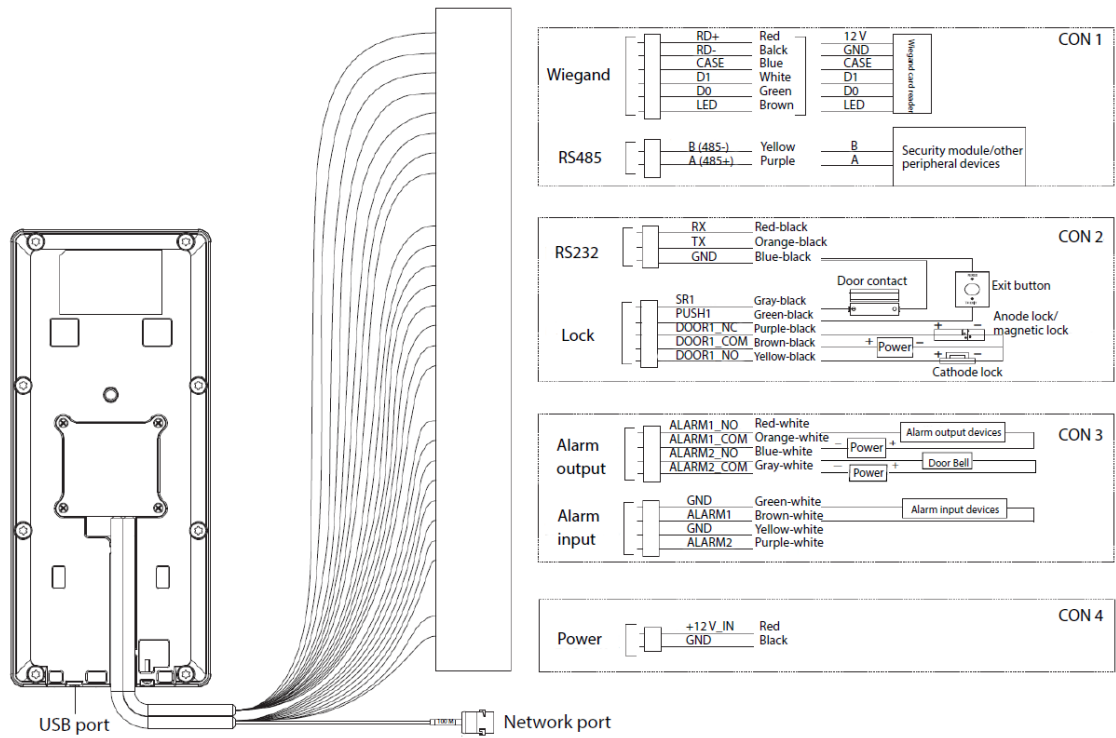 CON 1
Wiegand
RD+ Red 12 V
RD- Balck GND
CASE Blue CASE
D1 White D1
D0 Green D0
LED Brown LED
Wiegand card reader
RS485
B (485-) Yellow B
A (485+) Purple A
Security module/other
peripheral devices
CON 2
RS232
RX Red-black
TX Orange-black
GND Blue-black
Door contact
Exit button
Lock
SR1 Gray-black
PUSH1 Green-black
DOOR1_NC Purple-black
DOOR1_COM Brown-black
DOOR1_NO Yellow-black
Anode lock/
magnetic lock
+ −
+ Power −
+ −
Cathode lock
CON 3
Alarm
output
ALARM1_NO Red-white
ALARM1_COM Orange-white
ALARM2_NO Blue-white
ALARM2_COM Gray-white
Alarm output devices
− Power +
Door Bell
− Power +
Alarm
input
GND Green-white
ALARM1 Brown-white
GND Yellow-white
ALARM2 Purple-white
Alarm input devices
CON 4
Power
+12 V_IN Red
GND Black
USB port
100 M
Network port